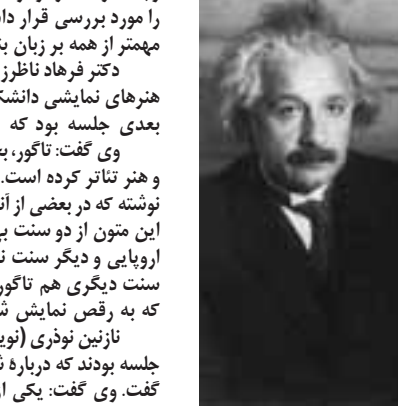 را مورد بررسی قرار دا
مهمتر از همه بر زبان ب
دکتر فرهاد ناظرز
هنرهای نمایشی دانشک
بعدی جلسه بود که
وی گفت: تاگور، ب
و هنر تئاتر کرده است.
نوشته که در بعضی از آن
این متون از دو سنت ب
اروپایی و دیگر سنت ن
سنت دیگری هم تاگور
که به رقص نمایش ش
نازنین نوذری (نوی
جلسه بودند که دربارهٔ ش
گفت. وی گفت: یکی از